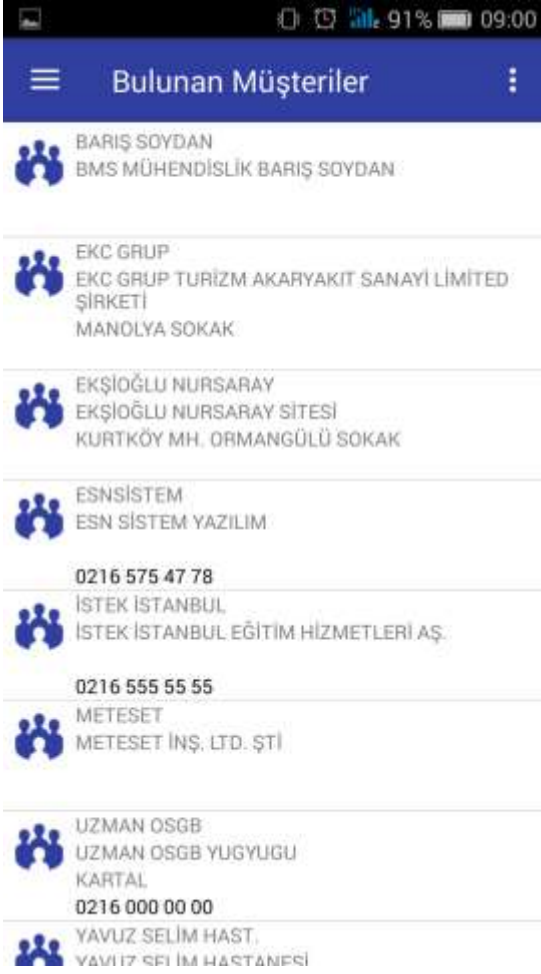 91% 09:00
Bulunan Müşteriler
BARIŞ SOYDAN
BMS MÜHENDİSLİK BARIŞ SOYDAN
EKC GRUP
EKC GRUP TURİZM AKARYAKIT SANAYİ LİMİTED
ŞİRKETİ
MANOLYA SOKAK
EKŞİOĞLU NURSARAY
EKŞİOĞLU NURSARAY SİTESİ
KURTKÖY MH. ORMANGÜLÜ SOKAK
ESNSİSTEM
ESN SİSTEM YAZILIM
0216 575 47 78
İSTEK İSTANBUL
İSTEK İSTANBUL EĞİTİM HİZMETLERİ AŞ.
0216 555 55 55
METESET
METESET İNŞ. LTD. ŞTİ
UZMAN OSGB
UZMAN OSGB YUGYUGU
KARTAL
0216 000 00 00
YAVUZ SELİM HAST.
YAVUZ SELİM HASTANESİ